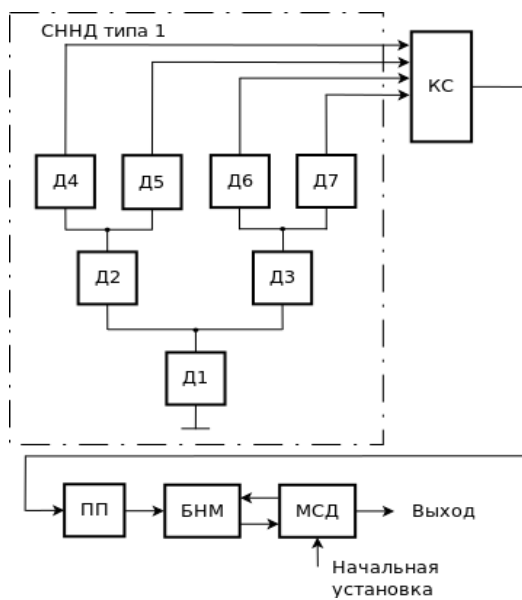 СННД типа 1
КС
Д4
Д5
Д6
Д7
Д2
Д3
Д1
ПП
БНМ
МСД
Выход
Начальная
установка